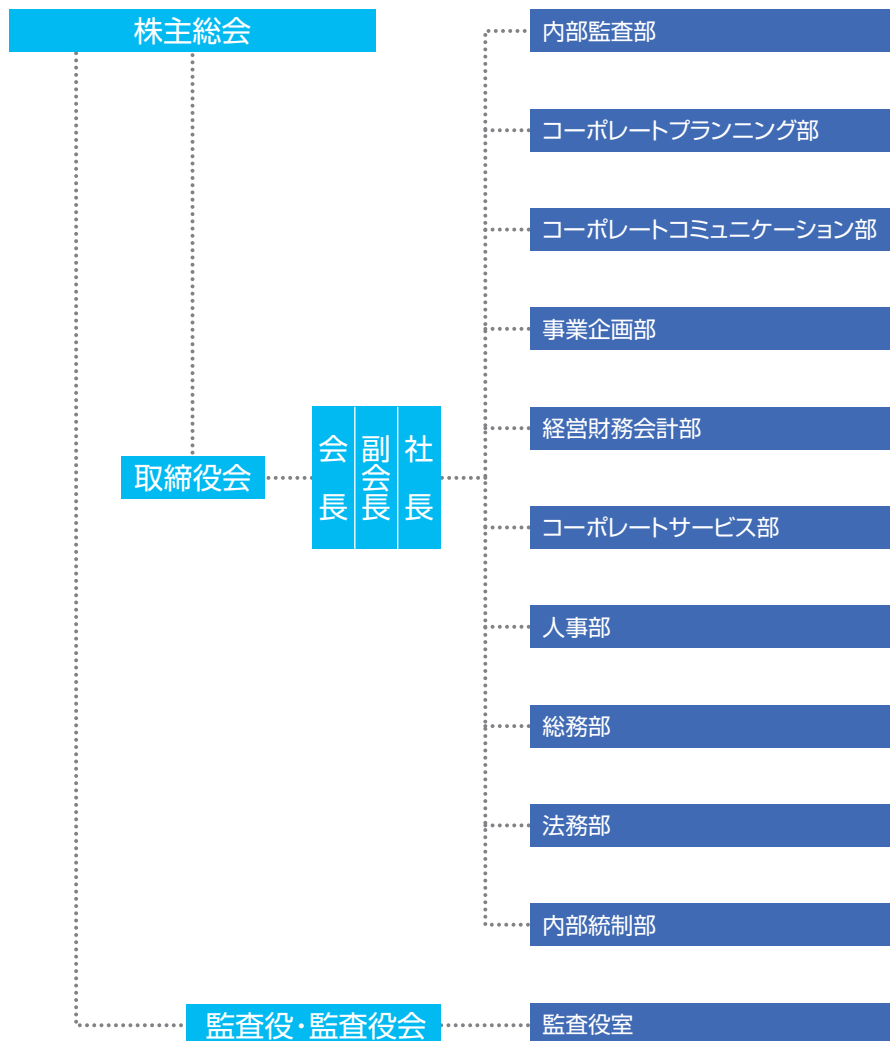 株主総会
取締役会
会長
副会長
社長
内部監査部
コーポレートプランニング部
コーポレートコミュニケーション部
事業企画部
経営財務会計部
コーポレートサービス部
人事部
総務部
法務部
内部統制部
監査役・監査役会
監査役室